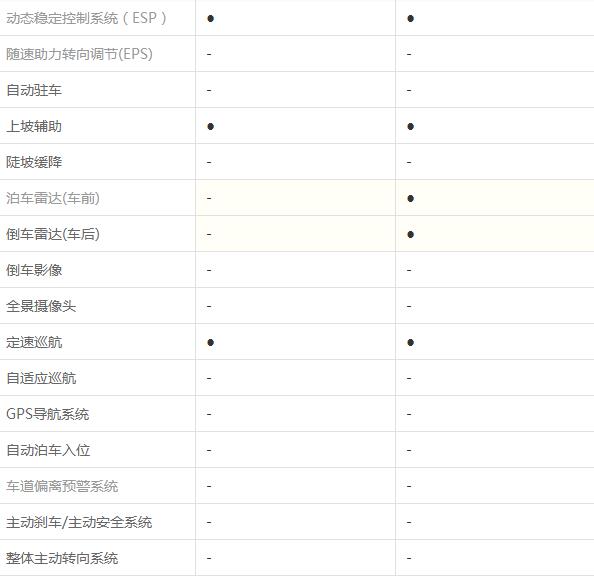 动态稳定控制系统（ESP） ● ●
随速助力转向调节(EPS) - -
自动驻车 - -
上坡辅助 ● ●
陡坡缓降 - -
泊车雷达(车前) - ●
倒车雷达(车后) - ●
倒车影像 - -
全景摄像头 - -
定速巡航 ● ●
自适应巡航 - -
GPS导航系统 - -
自动泊车入位 - -
车道偏离预警系统 - -
主动刹车/主动安全系统 - -
整体主动转向系统 - -